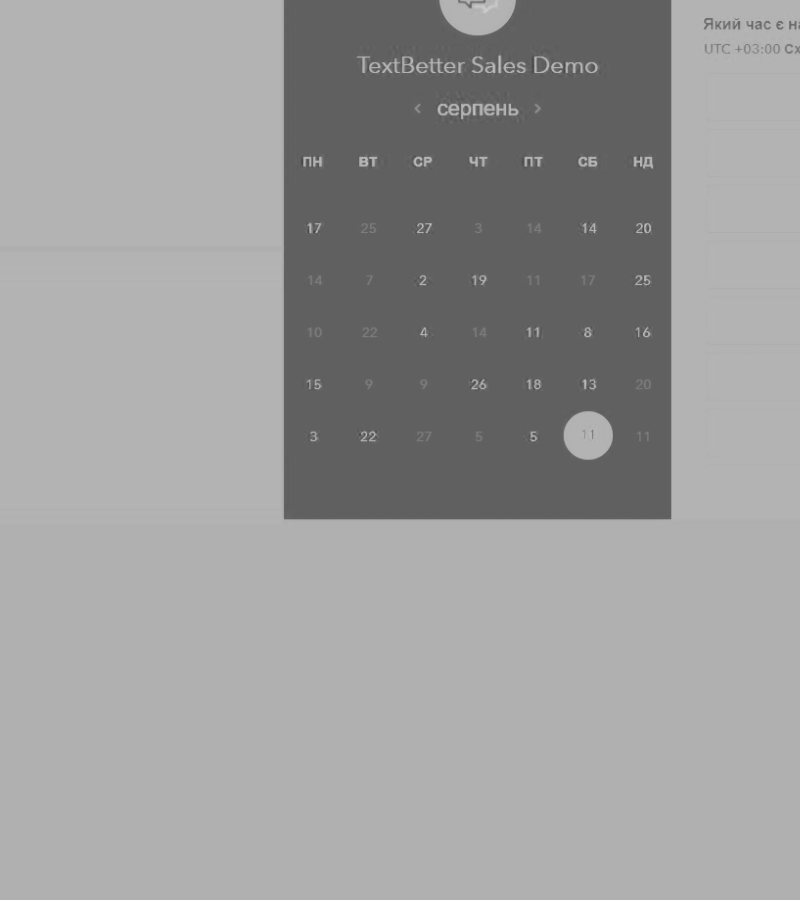 Який час є на
UTC +03:00 Сх
TextBetter Sales Demo
‹ серпень ›
ПН ВТ СР ЧТ ПТ СБ НД
17 25 27 3 14 14 20
14 7 2 19 11 17 25
10 22 4 14 11 8 16
15 9 9 26 18 13 20
3 22 27 5 5 11 11